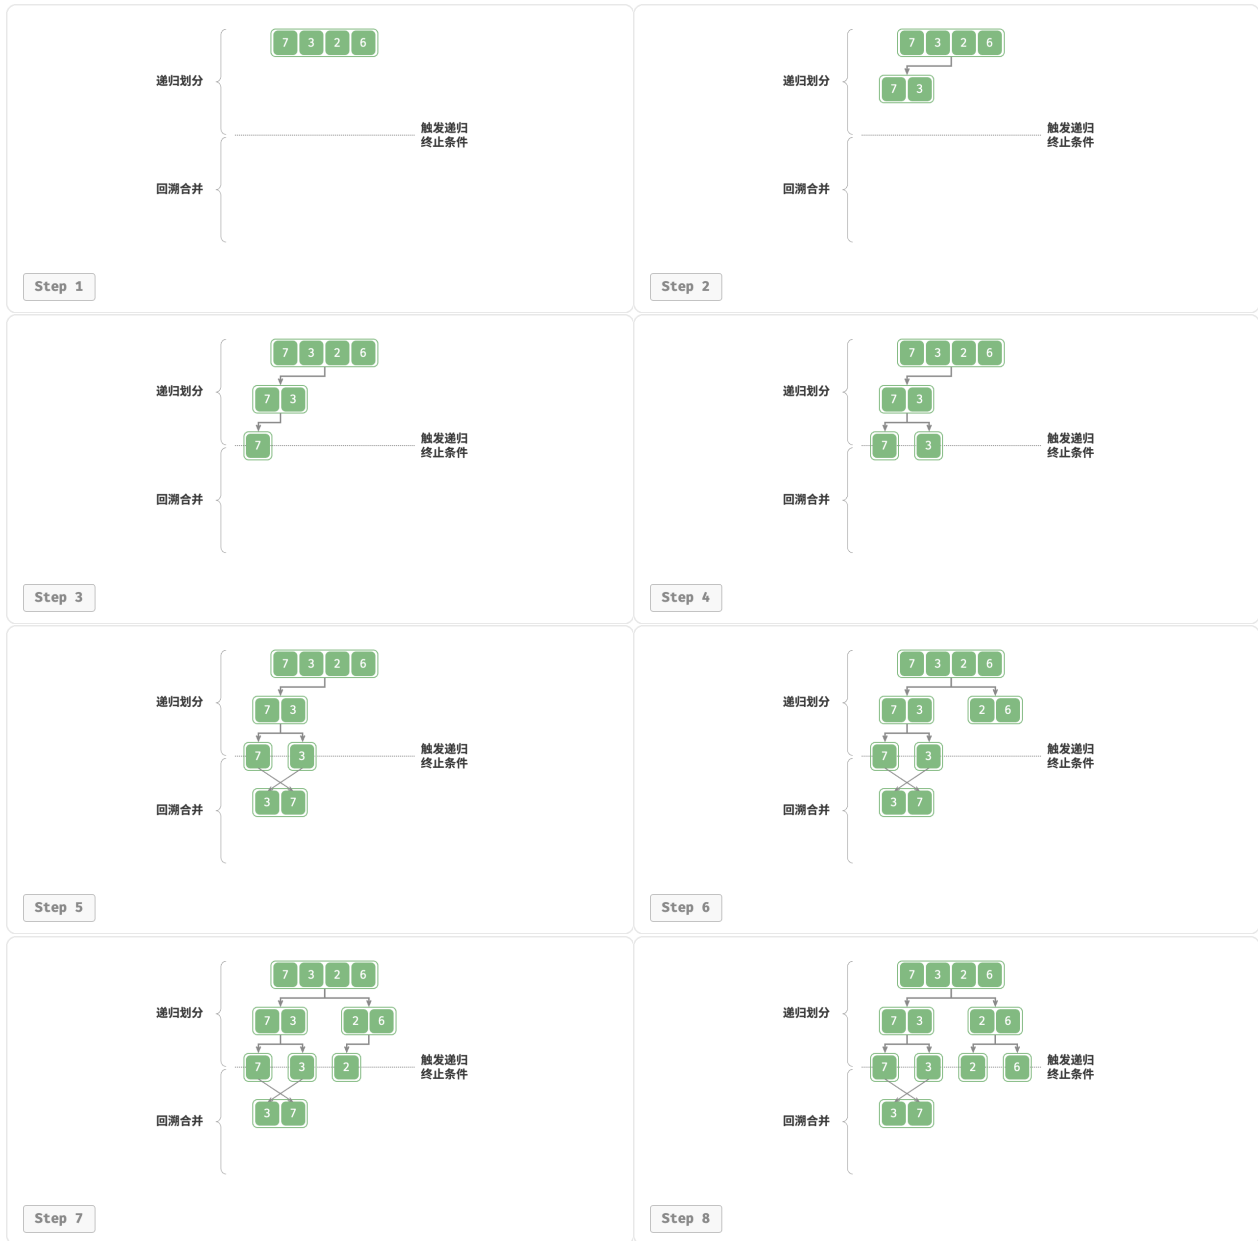 7 3 2 6
递归划分
触发递归
终止条件
回溯合并
Step 1
7 3 2 6
递归划分
7 3
触发递归
终止条件
回溯合并
Step 2
7 3 2 6
递归划分
7 3
触发递归
终止条件
7
回溯合并
Step 3
7 3 2 6
递归划分
7 3
触发递归
终止条件
7 3
回溯合并
Step 4
7 3 2 6
递归划分
7 3
触发递归
终止条件
7 3
3 7
回溯合并
Step 5
7 3 2 6
递归划分
7 3 2 6
触发递归
终止条件
7 3
3 7
回溯合并
Step 6
7 3 2 6
递归划分
7 3 2 6
触发递归
终止条件
7 3 2
3 7
回溯合并
Step 7
7 3 2 6
递归划分
7 3 2 6
触发递归
终止条件
7 3 2 6
3 7
回溯合并
Step 8